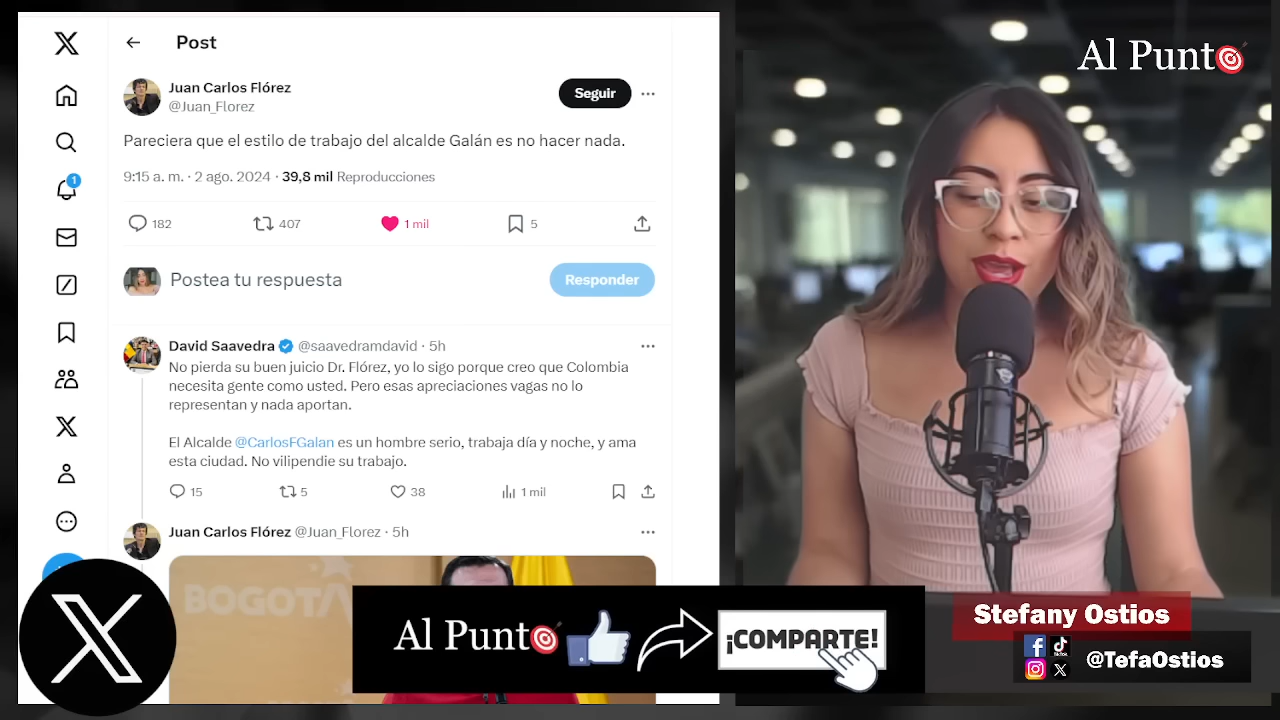 Post
Juan Carlos Flórez
@Juan_Florez
Seguir
Pareciera que el estilo de trabajo del alcalde Galán es no hacer nada.
9:15 a. m. · 2 ago. 2024 · 39,8 mil Reproducciones
182
407
1 mil
5
Postea tu respuesta
Responder
David Saavedra @saavedramdavid · 5h
No pierda su buen juicio Dr. Flórez, yo lo sigo porque creo que Colombia
necesita gente como usted. Pero esas apreciaciones vagas no lo
representan y nada aportan.
El Alcalde @CarlosFGalan es un hombre serio, trabaja día y noche, y ama
esta ciudad. No vilipendie su trabajo.
15
5
38
1 mil
Juan Carlos Flórez @Juan_Florez · 5h
BOGOTÁ
1
Al Punto
¡COMPARTE!
Al Punto
Stefany Ostios
@TefaOstios